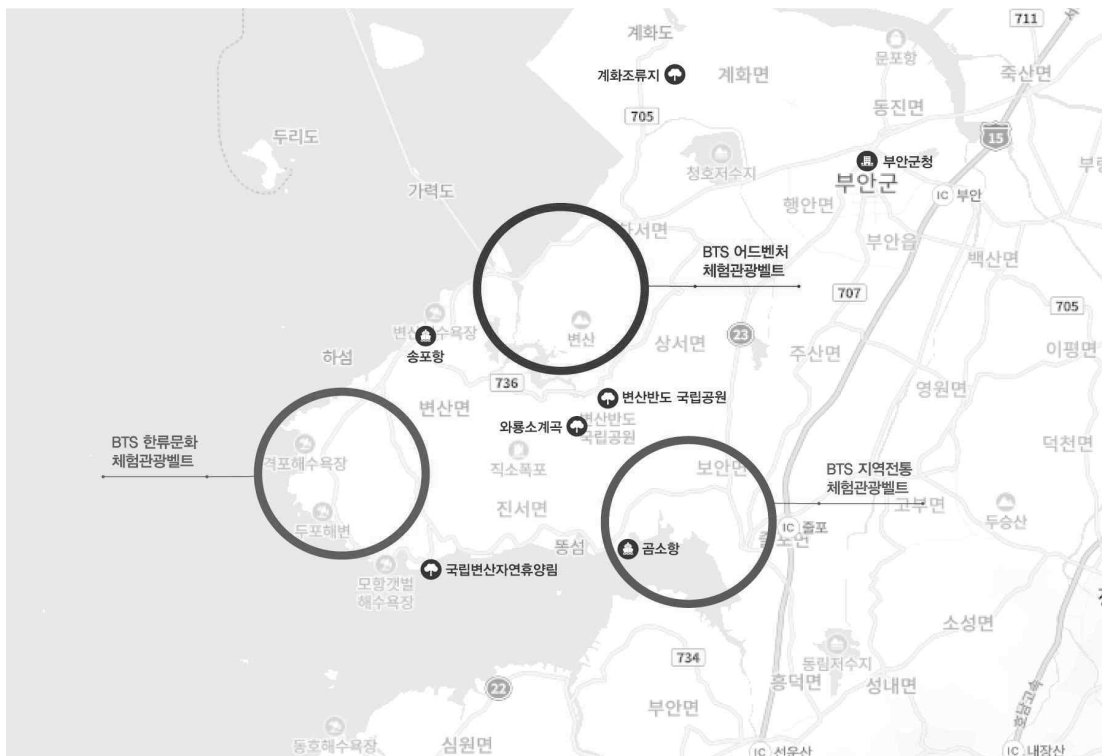 계화도
711
문포항
계화조류지
계화면
죽산면
동진면
705
15
두리도
청호저수지
부안군청
부안군
가력도
IC 부안
행안면
하서면
부안읍
BTS 어드벤처
체험관광벨트
백산면
707
705
변산
23
송포항
상서면
주산면
이평면
하섬
736
변산반도 국립공원
영원면
변산면
와룡소계곡
변산반도
국립공원
BTS 한류문화
체험관광벨트
격포해수욕장
직소폭포
보안면
BTS 지역전통
체험관광벨트
덕천면
고부면
진서면
두포해변
두승산
IC 줄포
줄포면
똥섬
곰소항
국립변산자연휴양림
모항갯벌
해수욕장
소성면
734
동림저수지
22
흥덕면
성내면
부안면
호남고속
동호해수욕장
심원면
IC 선운산
IC 내장산